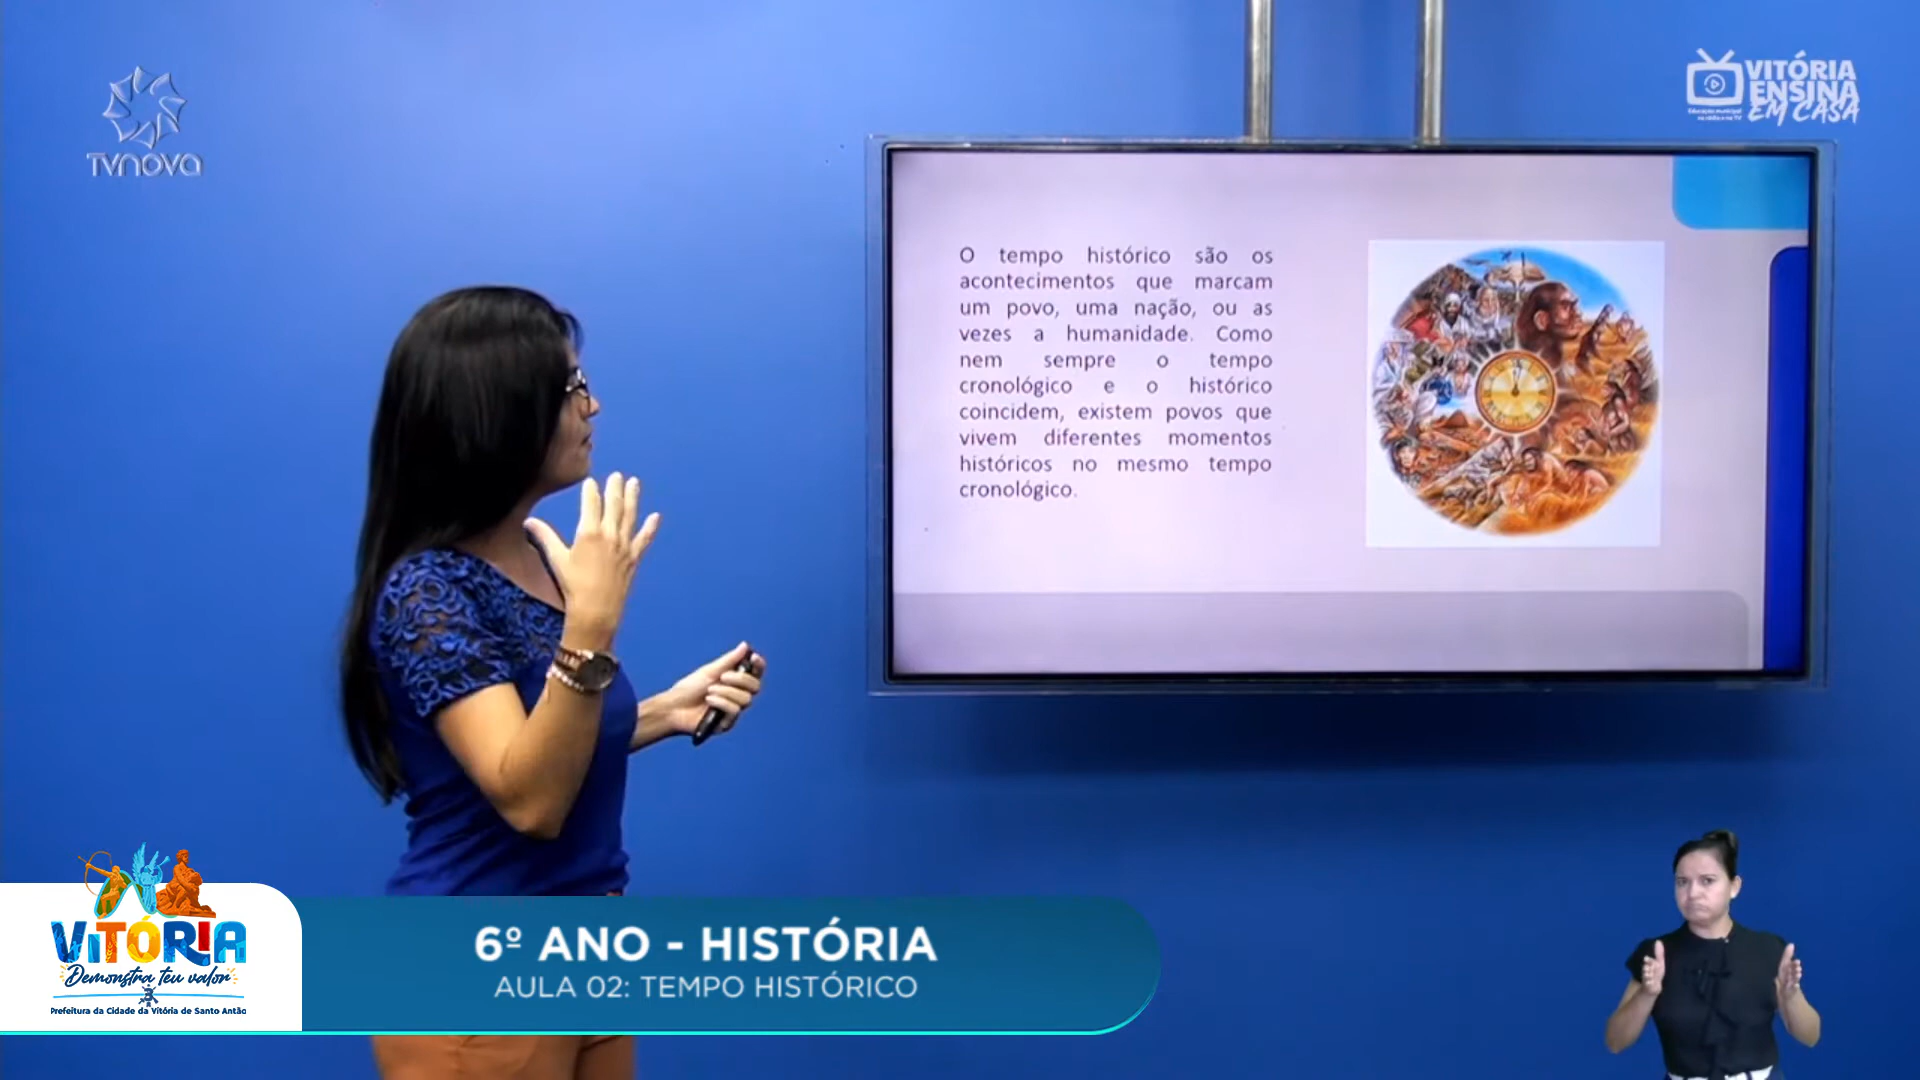 TVNOVA
VITÓRIA
ENSINA
EM CASA
O tempo histórico são os
acontecimentos que marcam
um povo, uma nação, ou as
vezes a humanidade. Como
nem sempre o tempo
cronológico e o histórico
coincidem, existem povos que
vivem diferentes momentos
históricos no mesmo tempo
cronológico.
VITÓRIA
Demonstra teu valor
Prefeitura da Cidade da Vitória de Santo Antão
6º ANO - HISTÓRIA
AULA 02: TEMPO HISTÓRICO